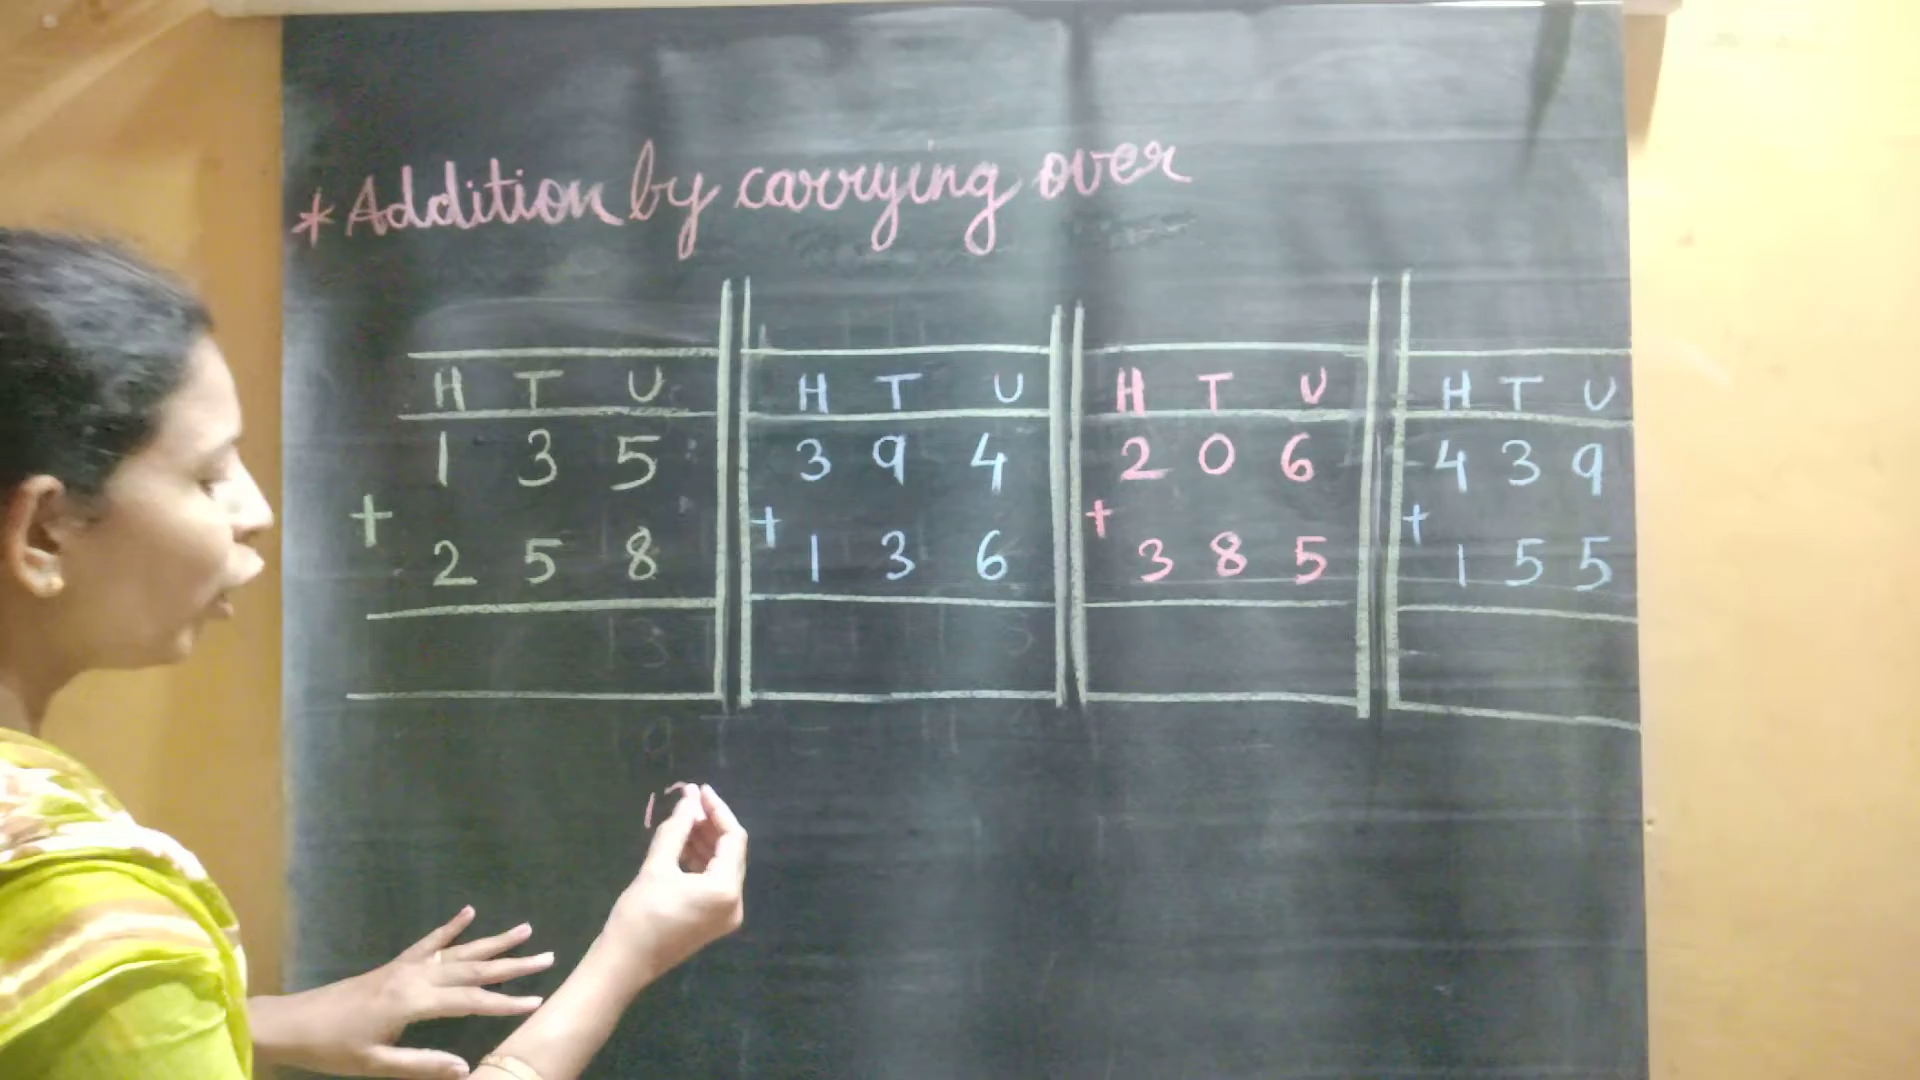 * Addition by carrying over
H T U
1 3 5
+
2 5 8
H T U
3 9 4
+
1 3 6
H T U
2 0 6
+
3 8 5
H T U
4 3 9
+
1 5 5